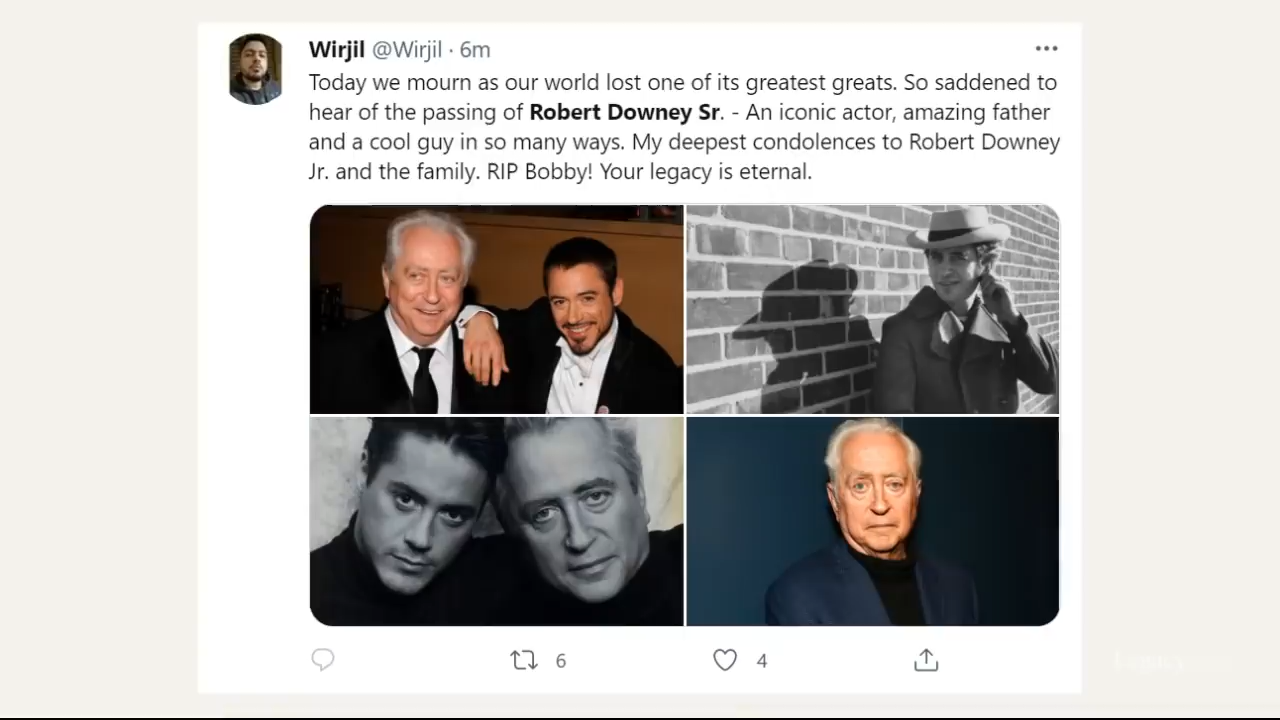 Wirjil @Wirjil · 6m
Today we mourn as our world lost one of its greatest greats. So saddened to
hear of the passing of Robert Downey Sr. - An iconic actor, amazing father
and a cool guy in so many ways. My deepest condolences to Robert Downey
Jr. and the family. RIP Bobby! Your legacy is eternal.
6
4